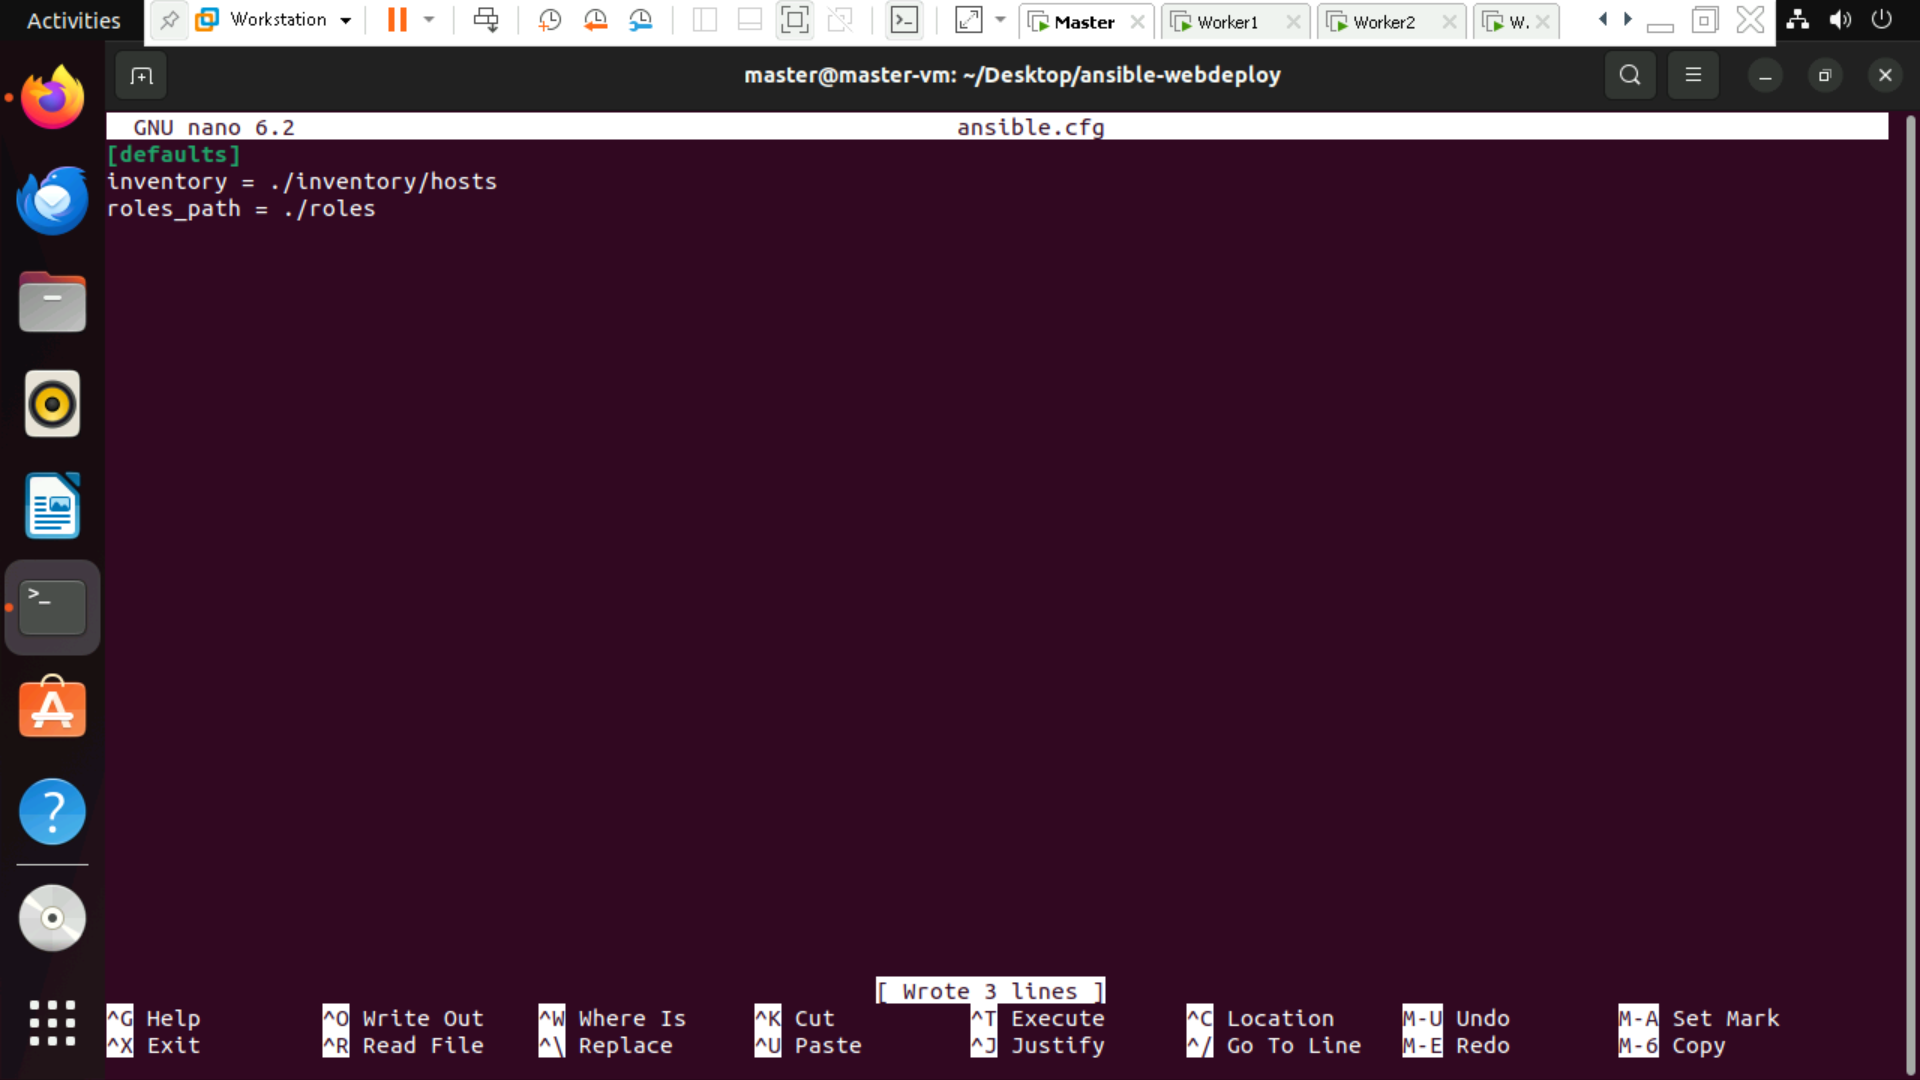 Activities
Workstation
Master
Worker1
Worker2
W.
master@master-vm: ~/Desktop/ansible-webdeploy
GNU nano 6.2 ansible.cfg
[defaults]
inventory = ./inventory/hosts
roles_path = ./roles
[ Wrote 3 lines ]
^G Help ^O Write Out ^W Where Is ^K Cut ^T Execute ^C Location M-U Undo M-A Set Mark
^X Exit ^R Read File ^\ Replace ^U Paste ^J Justify ^/ Go To Line M-E Redo M-6 Copy